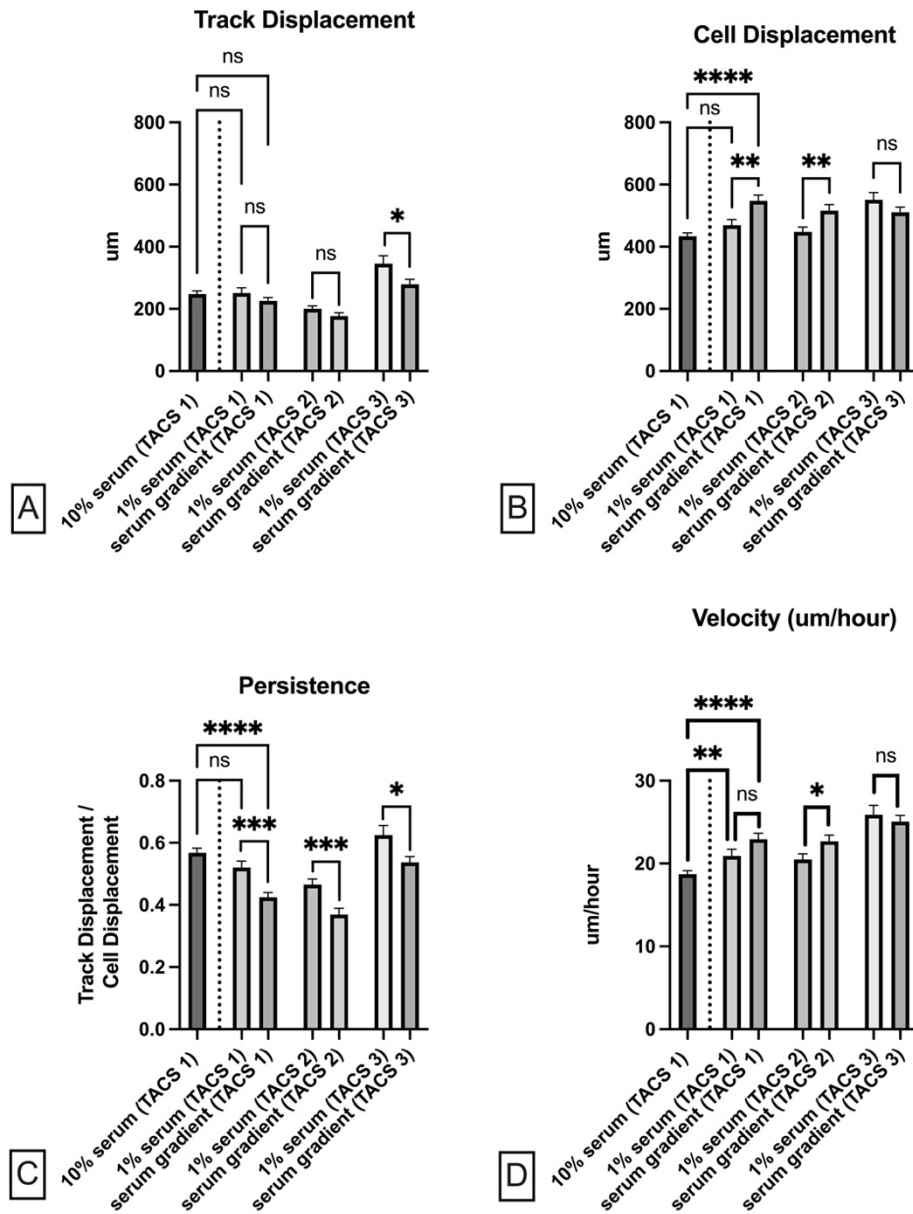 Track Displacement
ns
ns
ns
ns
*
800
600
400
200
0
um
10% serum (TACS 1)
1% serum (TACS 1)
serum gradient (TACS 1)
1% serum (TACS 2)
serum gradient (TACS 2)
1% serum (TACS 3)
serum gradient (TACS 3)
A
Cell Displacement
****
ns
**
**
ns
800
600
400
200
0
um
10% serum (TACS 1)
1% serum (TACS 1)
serum gradient (TACS 1)
1% serum (TACS 2)
serum gradient (TACS 2)
1% serum (TACS 3)
serum gradient (TACS 3)
B
Persistence
****
ns
***
***
*
0.8
0.6
0.4
0.2
0.0
Track Displacement /
Cell Displacement
10% serum (TACS 1)
1% serum (TACS 1)
serum gradient (TACS 1)
1% serum (TACS 2)
serum gradient (TACS 2)
1% serum (TACS 3)
serum gradient (TACS 3)
C
Velocity (um/hour)
****
**
ns
*
ns
30
20
10
0
um/hour
10% serum (TACS 1)
1% serum (TACS 1)
serum gradient (TACS 1)
1% serum (TACS 2)
serum gradient (TACS 2)
1% serum (TACS 3)
serum gradient (TACS 3)
D